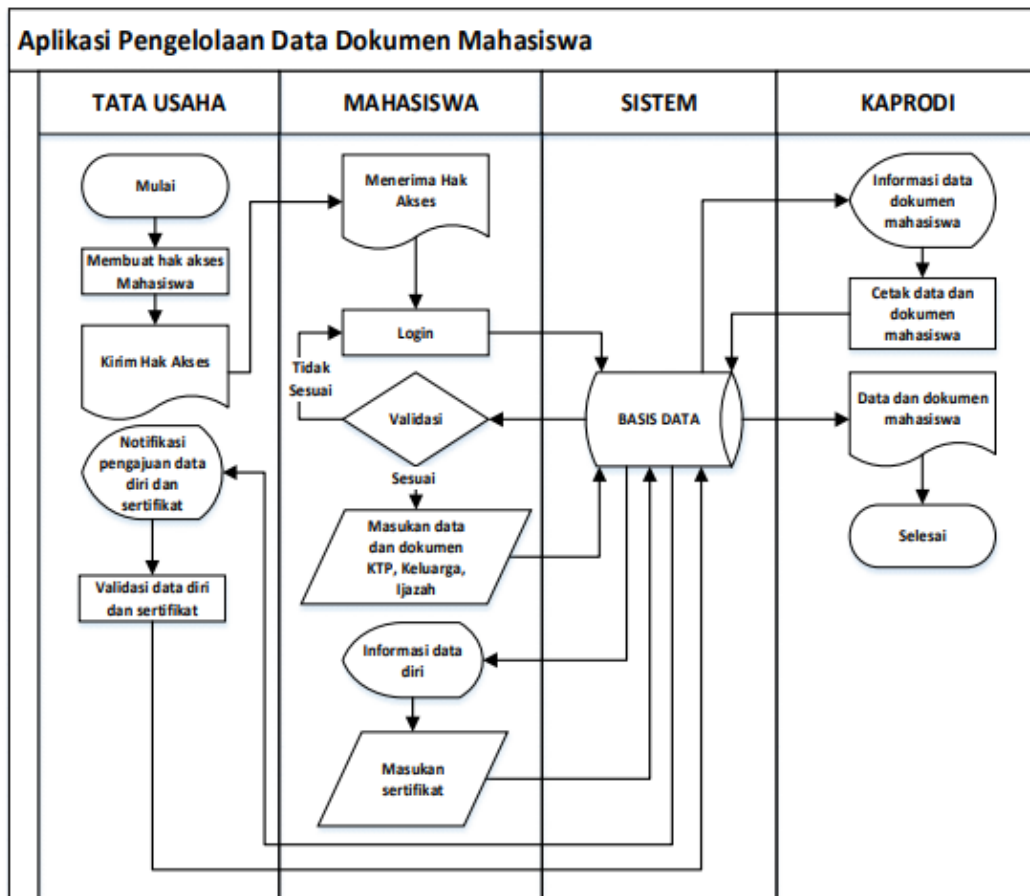 Aplikasi Pengelolaan Data Dokumen Mahasiswa
TATA USAHA
MAHASISWA
SISTEM
KAPRODI
Mulai
Membuat hak akses
Mahasiswa
Kirim Hak Akses
Notifikasi
pengajuan data
diri dan
sertifikat
Validasi data diri
dan sertifikat
Menerima Hak
Akses
Login
Tidak
Sesuai
Validasi
Sesuai
Masukan data
dan dokumen
KTP, Keluarga,
Ijazah
Informasi data
diri
Masukan
sertifikat
BASIS DATA
Informasi data
dokumen
mahasiswa
Cetak data dan
dokumen
mahasiswa
Data dan dokumen
mahasiswa
Selesai